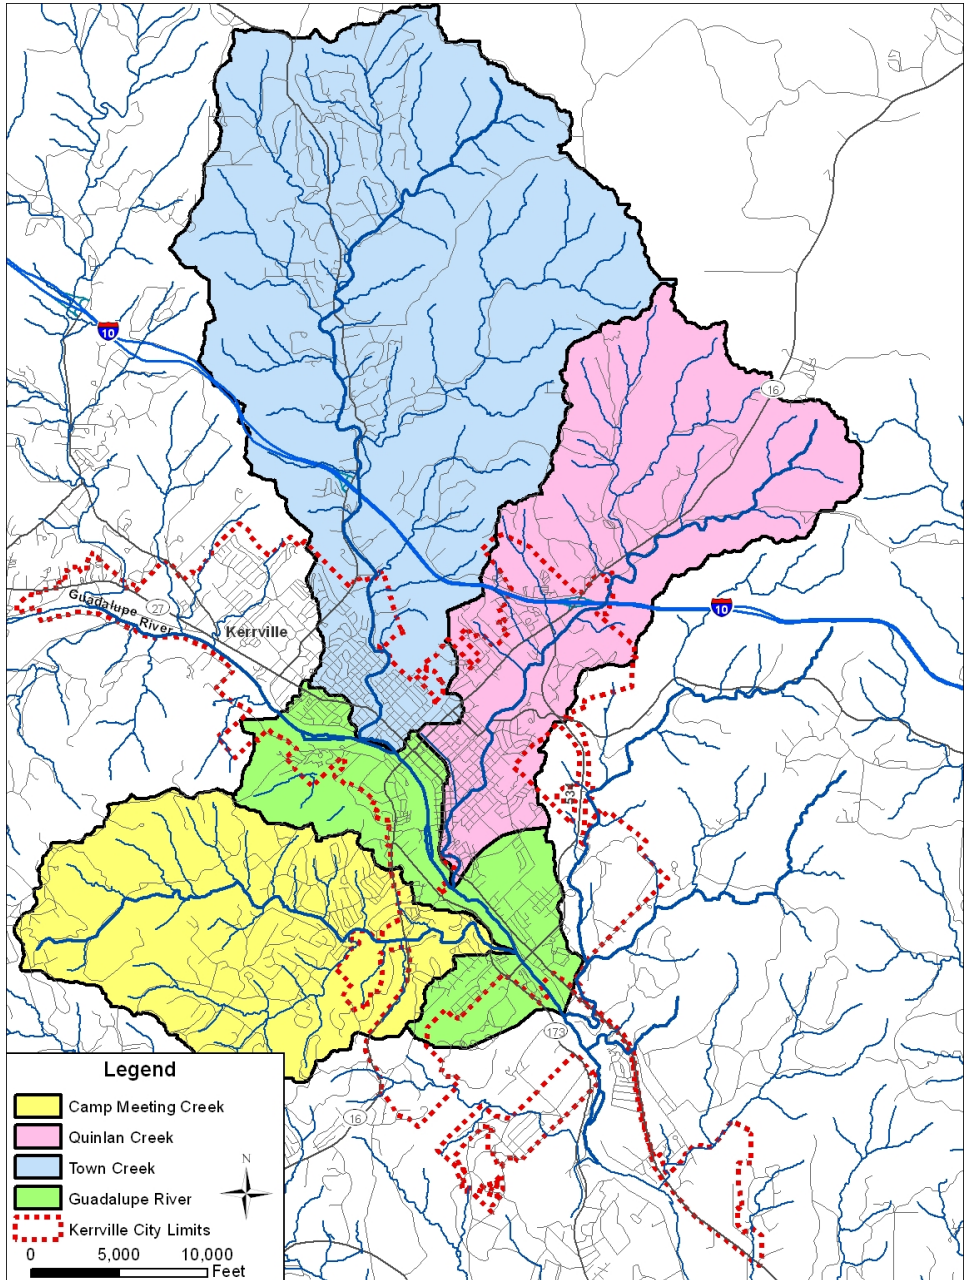 10
16
Guadalupe River
27
Kerrville
10
534
173
16
Legend
Camp Meeting Creek
Quinlan Creek
Town Creek
Guadalupe River
Kerrville City Limits
N
0 5,000 10,000
Feet